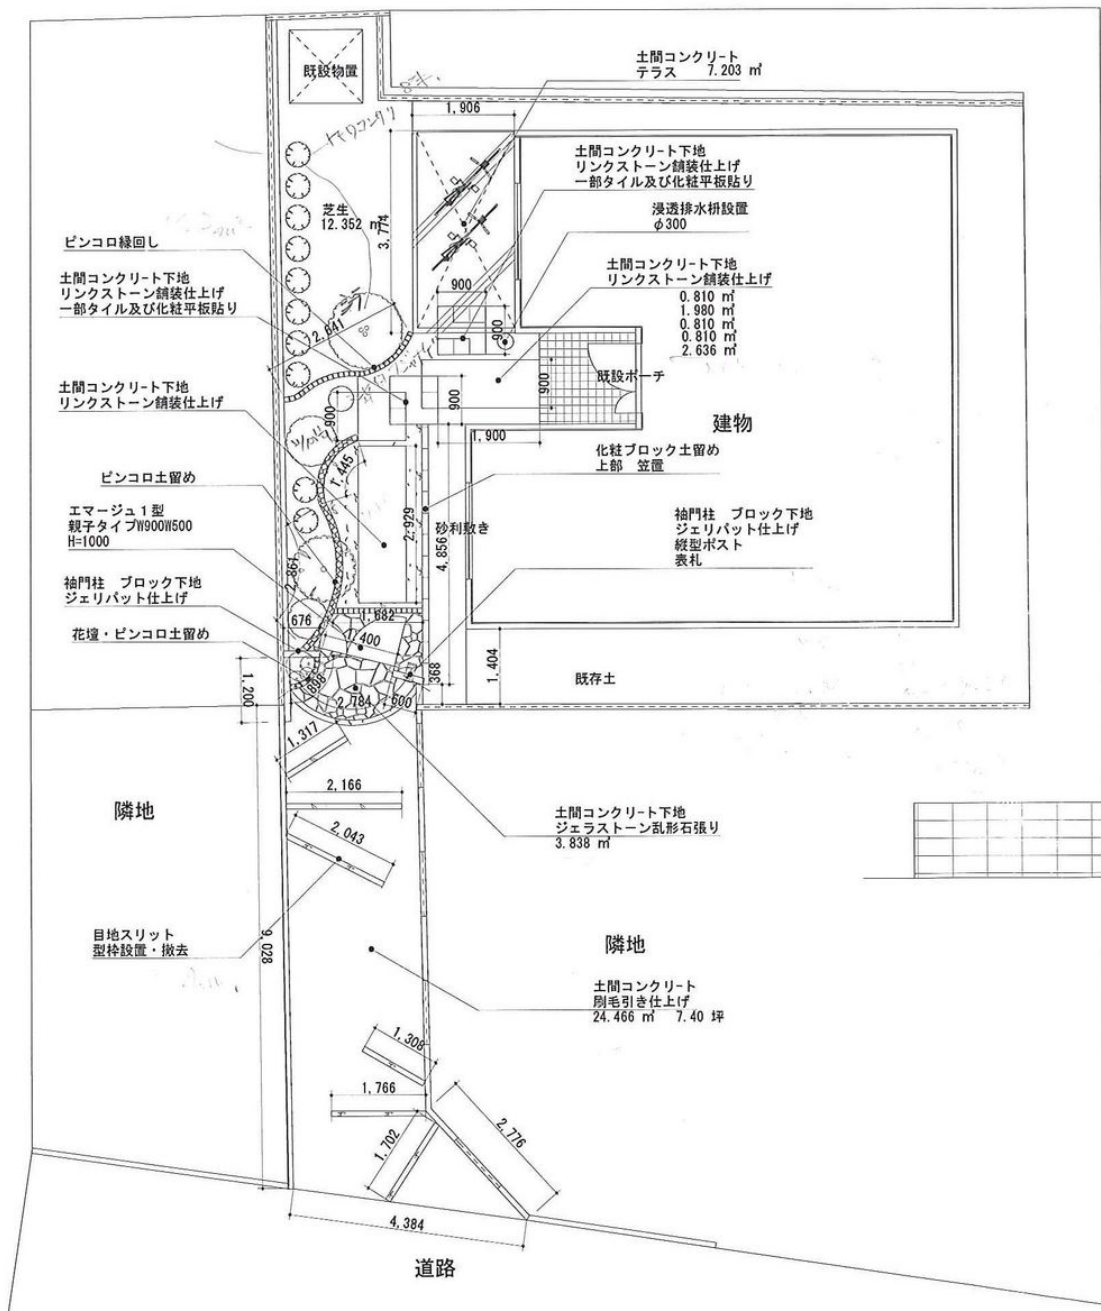 土間コンクリート
テラス 7.203 ㎡
既設物置
1,906
土間コンクリート下地
リンクストーン舗装仕上げ
一部タイル及び化粧平板貼り
芝生
12.352 ㎡
3,774
浸透排水枡設置
φ300
ピンコロ縁回し
土間コンクリート下地
リンクストーン舗装仕上げ
一部タイル及び化粧平板貼り
土間コンクリート下地
リンクストーン舗装仕上げ
0.810 ㎡
1.980 ㎡
0.810 ㎡
0.810 ㎡
2.636 ㎡
900
900
2,641
既設ポーチ
900
900
900
1,900
土間コンクリート下地
リンクストーン舗装仕上げ
建物
化粧ブロック土留め
上部 笠置
1,445
ピンコロ土留め
エマージュ1型
親子タイプW900W500
H=1000
2,929
砂利敷き
4,856
袖門柱 ブロック下地
ジェリパット仕上げ
縦型ポスト
表札
2,861
袖門柱 ブロック下地
ジェリパット仕上げ
676
1,682
花壇・ピンコロ土留め
1,400
1,200
898
2,784
600
368
1,404
既存土
1,317
2,166
隣地
2,043
土間コンクリート下地
ジェラストーン乱形石張り
3.838 ㎡
目地スリット
型枠設置・撤去
9,028
隣地
土間コンクリート
刷毛引き仕上げ
24.466 ㎡ 7.40 坪
1,308
1,766
2,776
1,702
4,384
道路